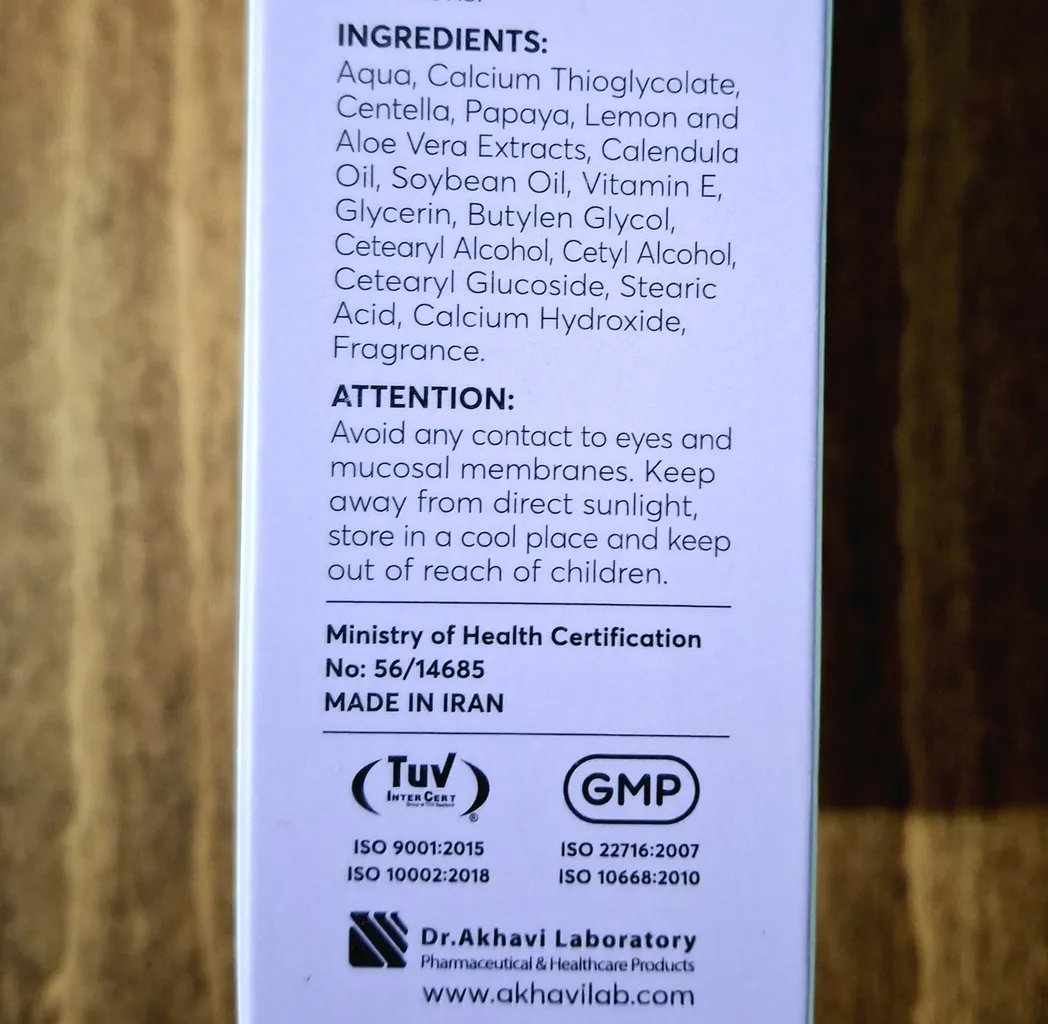 INGREDIENTS:
Aqua, Calcium Thioglycolate,
Centella, Papaya, Lemon and
Aloe Vera Extracts, Calendula
Oil, Soybean Oil, Vitamin E,
Glycerin, Butylen Glycol,
Cetearyl Alcohol, Cetyl Alcohol,
Cetearyl Glucoside, Stearic
Acid, Calcium Hydroxide,
Fragrance.
ATTENTION:
Avoid any contact to eyes and
mucosal membranes. Keep
away from direct sunlight,
store in a cool place and keep
out of reach of children.
Ministry of Health Certification
No: 56/14685
MADE IN IRAN
TUV
INTERCERT
®
GMP
ISO 9001:2015
ISO 10002:2018
ISO 22716:2007
ISO 10668:2010
Dr.Akhavi Laboratory
Pharmaceutical & Healthcare Products
www.akhavilab.com